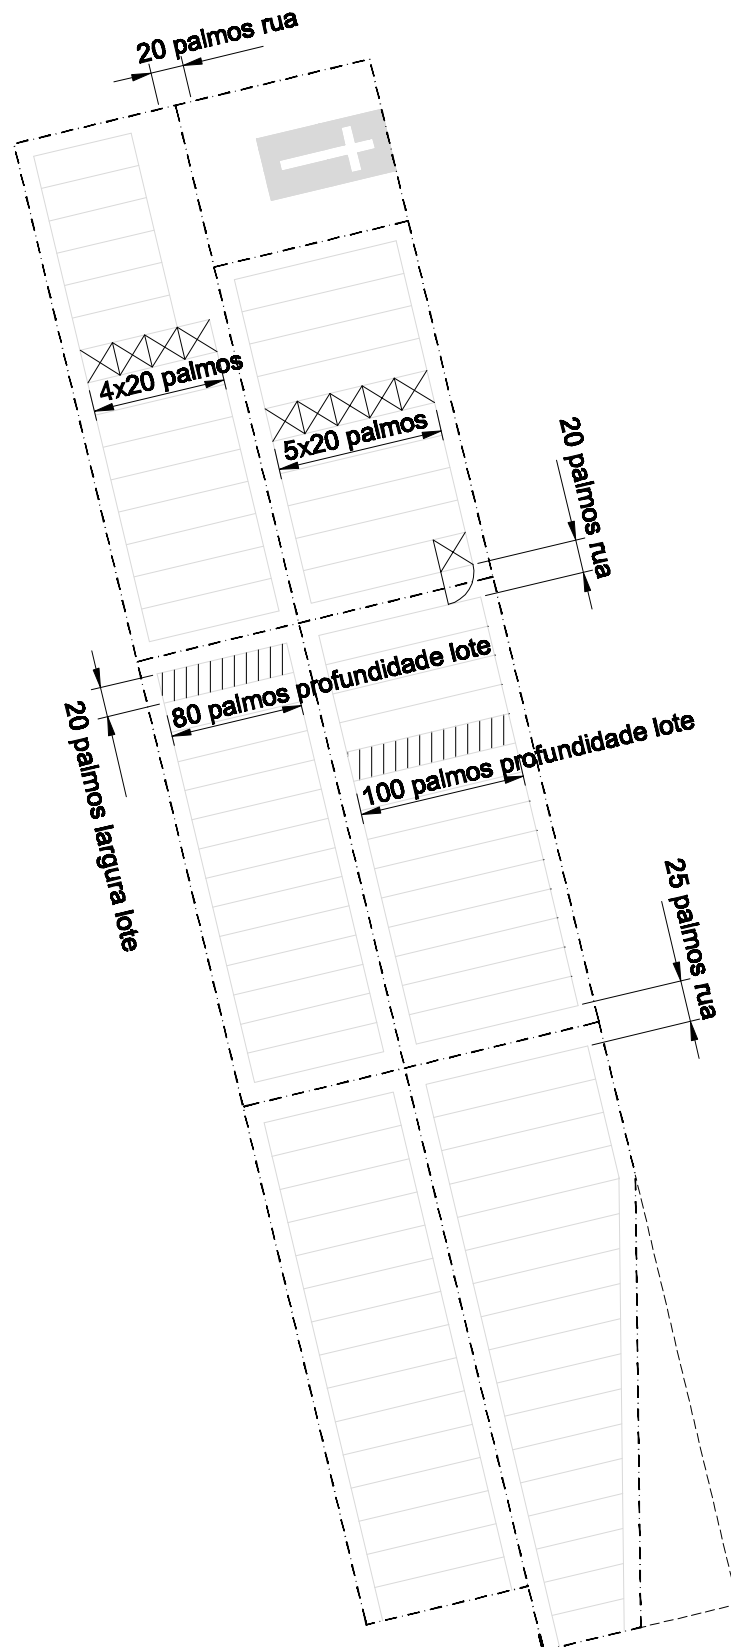 20 palmos rua
4x20 palmos
5x20 palmos
20 palmos rua
80 palmos profundidade lote
20 palmos largura lote
100 palmos profundidade lote
25 palmos rua